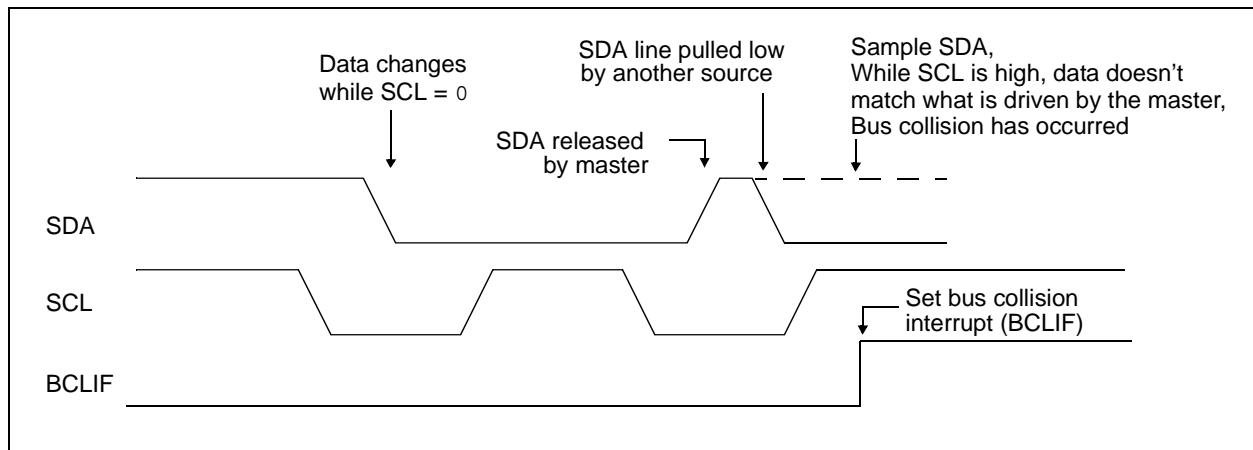 Data changes
while SCL = 0
SDA line pulled low
by another source
Sample SDA,
While SCL is high, data doesn't
match what is driven by the master,
Bus collision has occurred
SDA released
by master
SDA
SCL
Set bus collision
interrupt (BCLIF)
BCLIF